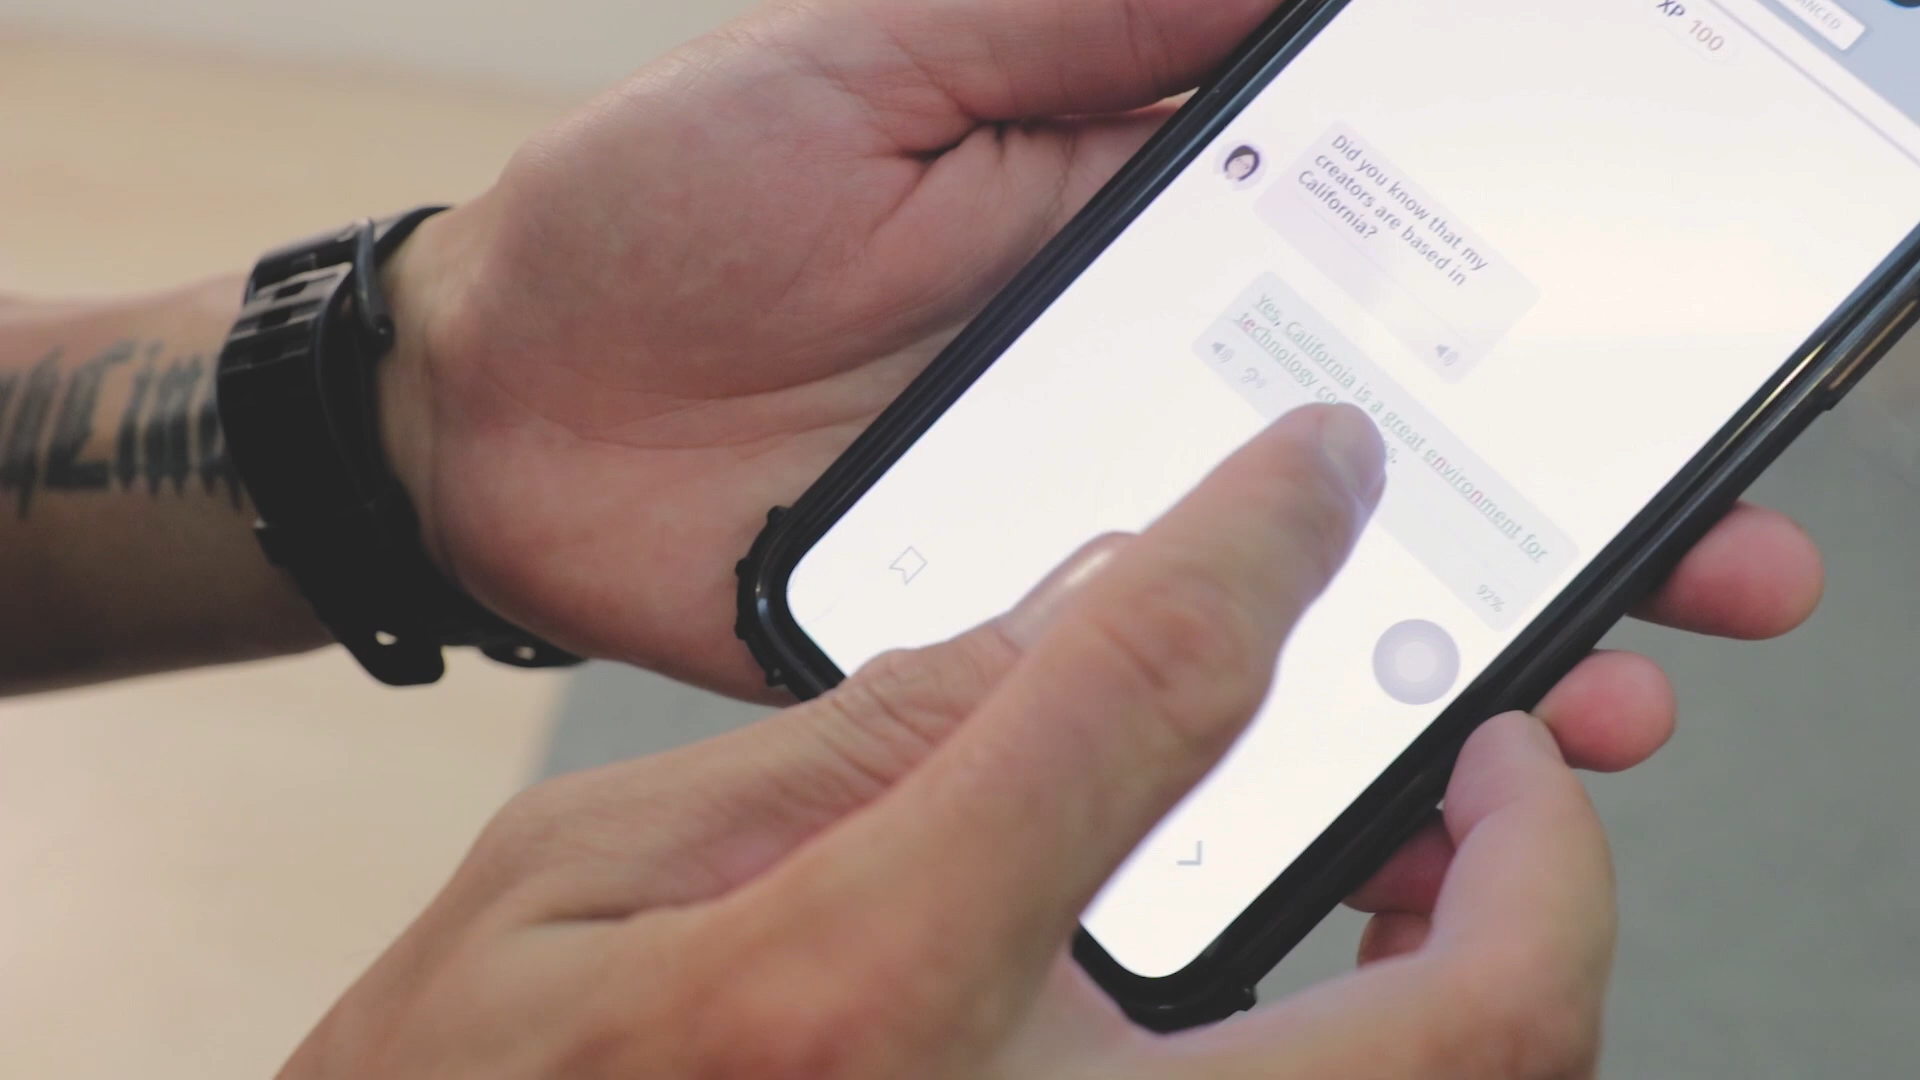 XP 100
Did you know that my
creators are based in
California?
Yes, California is a great environment for
technology
92%